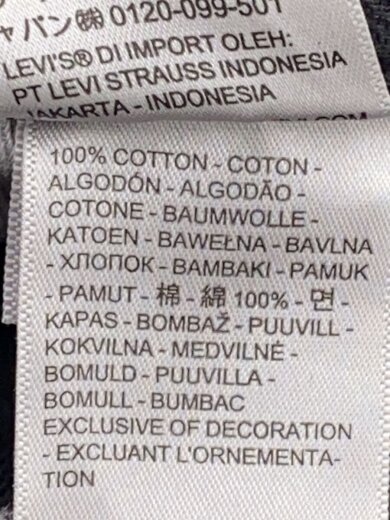 ャパン㈱ 0120-099-501
LEVI'S® DI IMPORT OLEH:
PT LEVI STRAUSS INDONESIA
JAKARTA - INDONESIA
.COM
100% COTTON - COTON -
ALGODÓN - ALGODÃO -
COTONE - BAUMWOLLE -
KATOEN - BAWEŁNA - BAVLNA
- ХЛОПОК - BAMBAKI - PAMUK
- PAMUT - 棉 - 綿 100% - 면 -
KAPAS - BOMBAŽ - PUUVILL -
KOKVILNA - MEDVILNĖ -
BOMULD - PUUVILLA -
BOMULL - BUMBAC
EXCLUSIVE OF DECORATION
- EXCLUANT L'ORNEMENTA-
TION